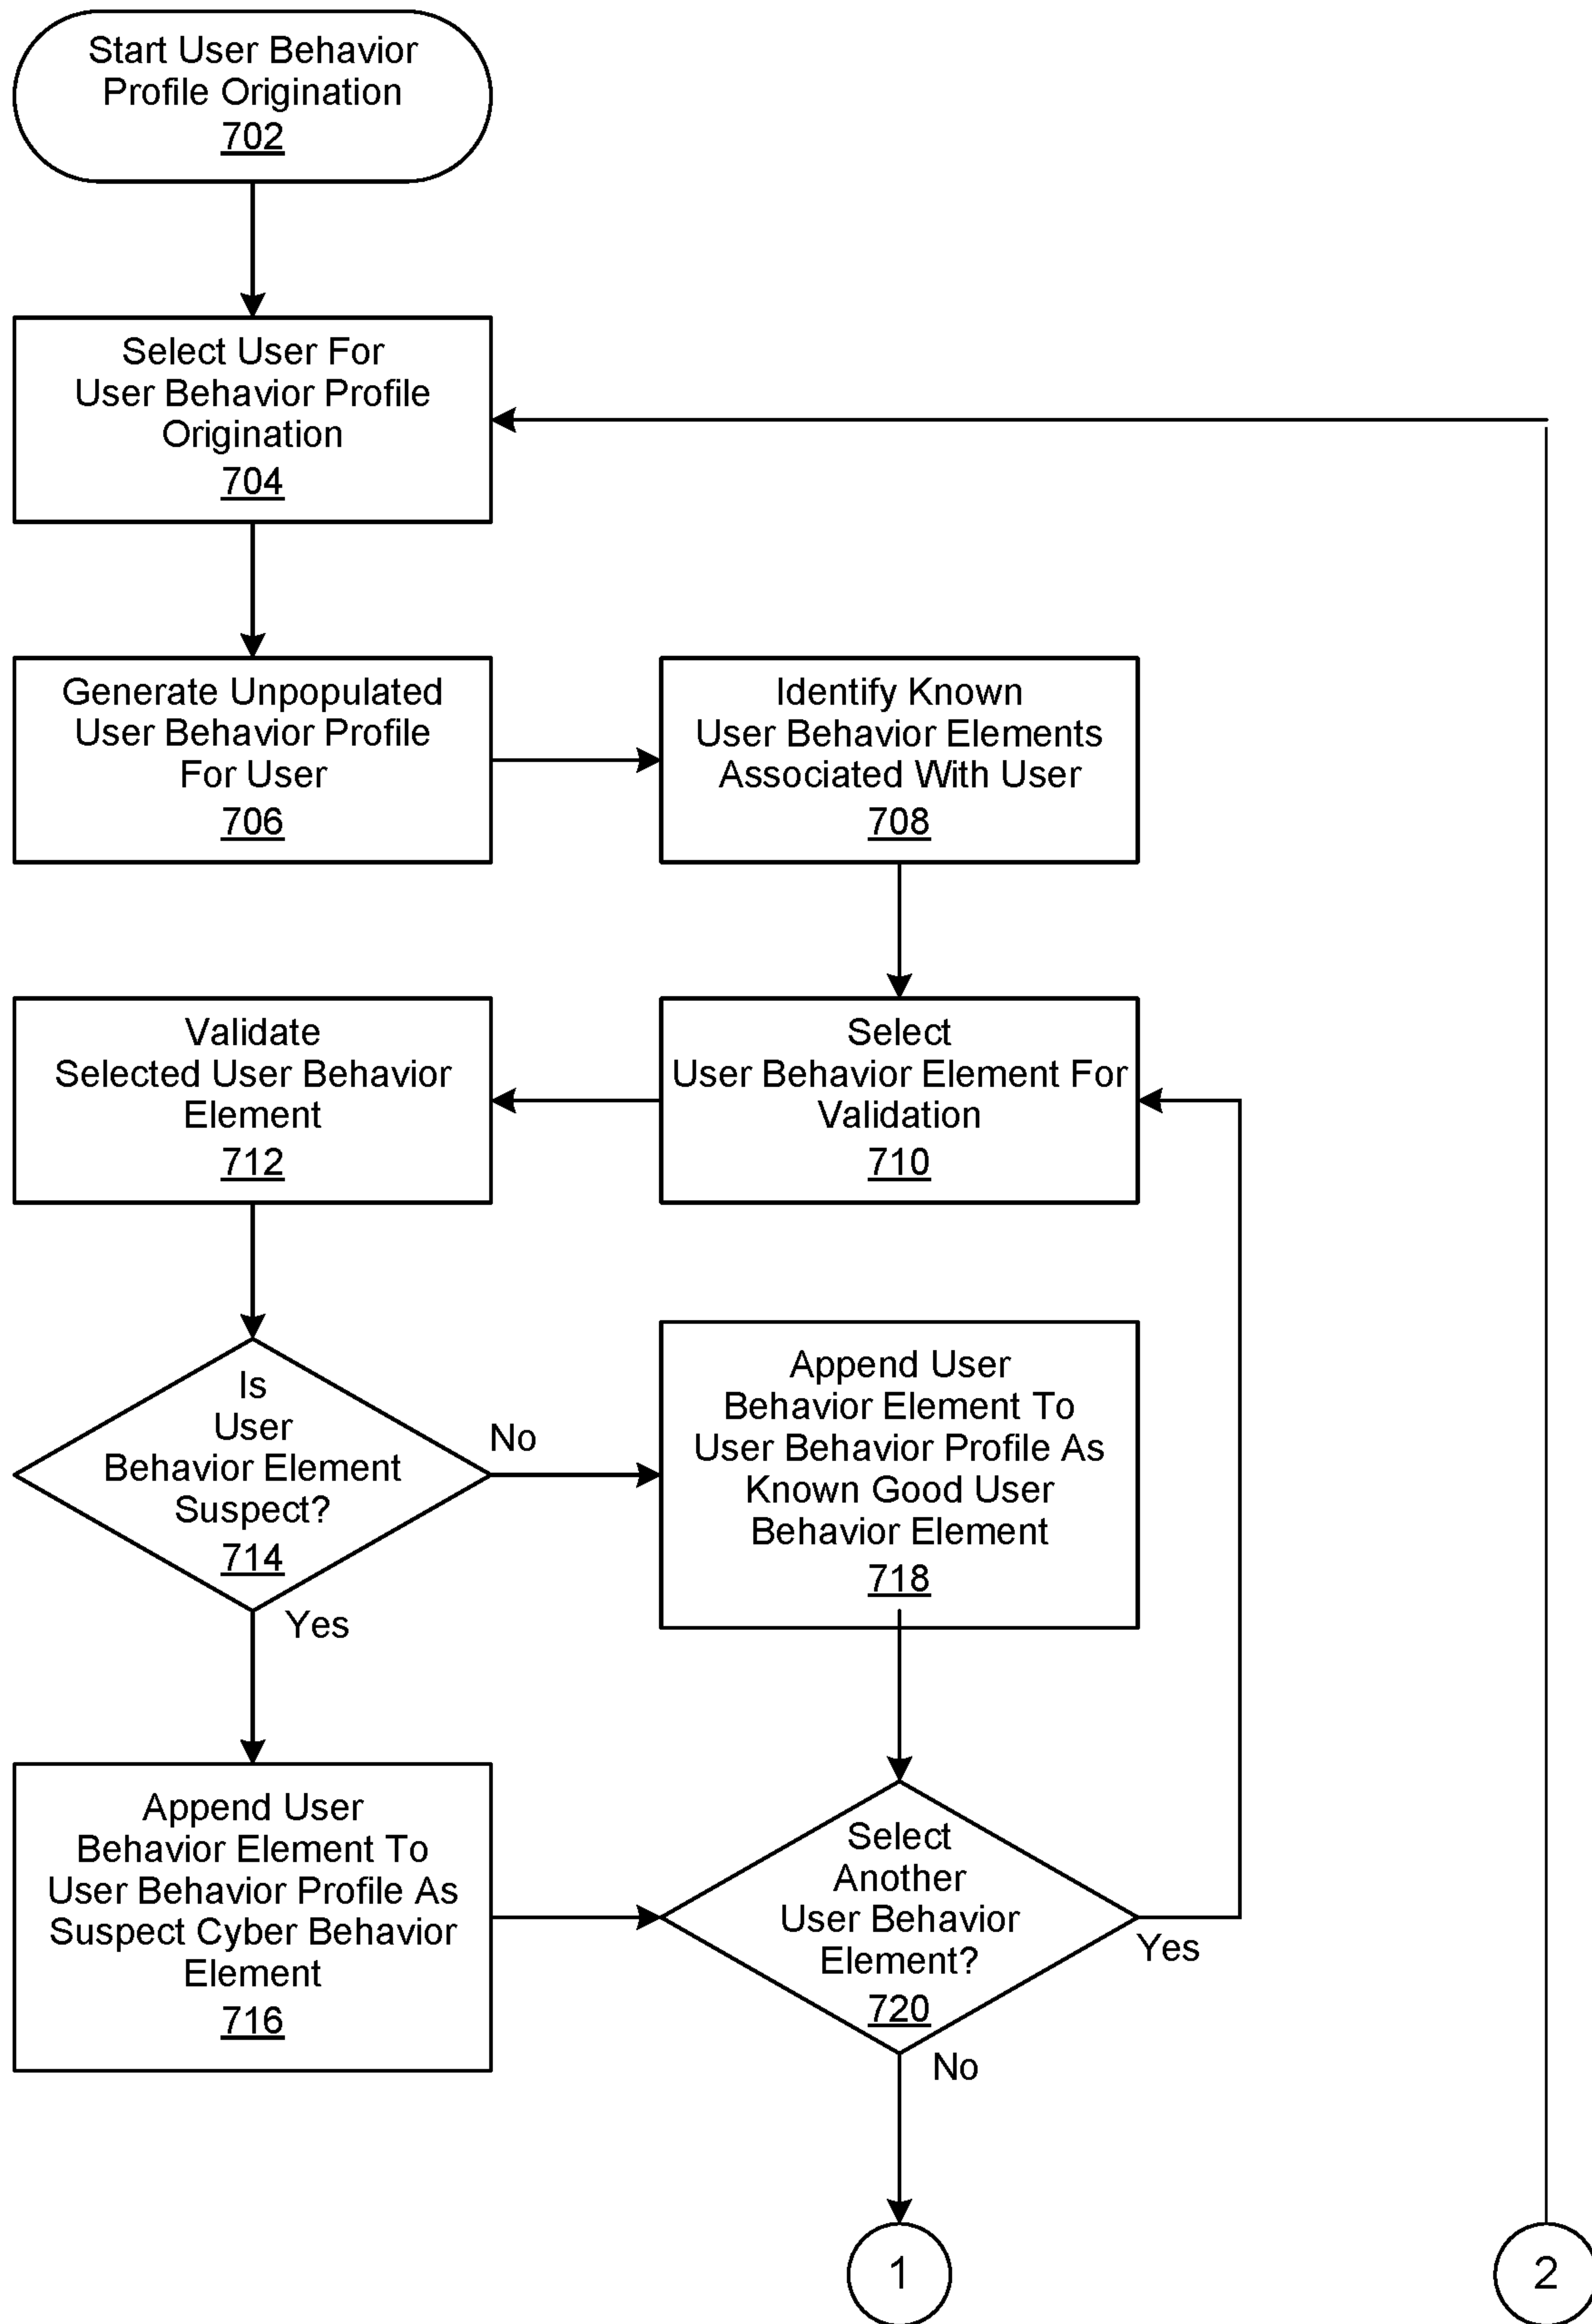 Start User Behavior
Profile Origination
702
Select User For
User Behavior Profile
Origination
704
Generate Unpopulated
User Behavior Profile
For User
706
Identify Known
User Behavior Elements
Associated With User
708
Select
User Behavior Element For
Validation
710
Validate
Selected User Behavior
Element
712
Is
User
Behavior Element
Suspect?
714
No
Yes
Append User
Behavior Element To
User Behavior Profile As
Known Good User
Behavior Element
718
Append User
Behavior Element To
User Behavior Profile As
Suspect Cyber Behavior
Element
716
Select
Another
User Behavior
Element?
720
Yes
No
1
2